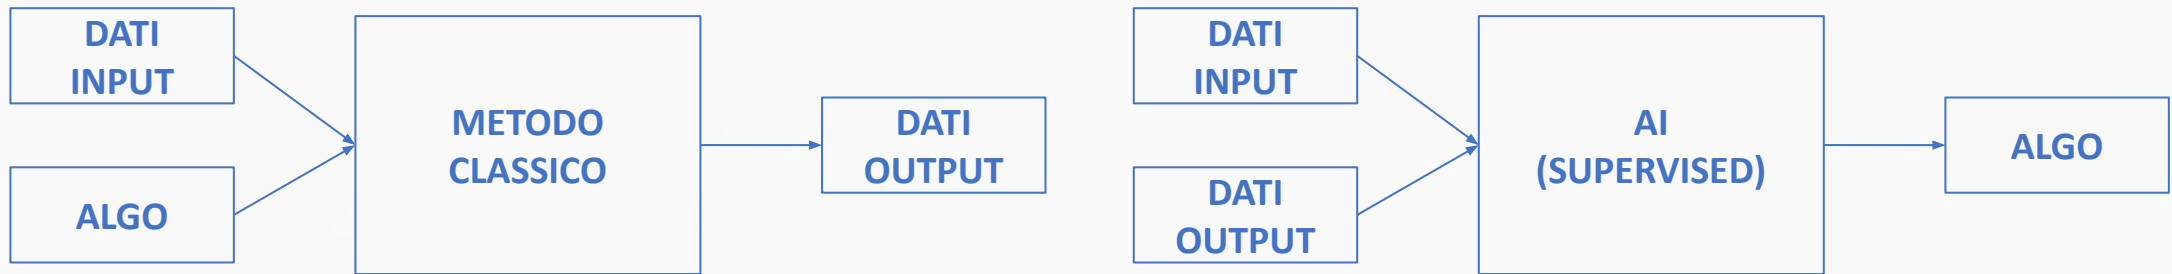 DATI
INPUT
ALGO
METODO
CLASSICO
DATI
OUTPUT
DATI
INPUT
DATI
OUTPUT
AI
(SUPERVISED)
ALGO